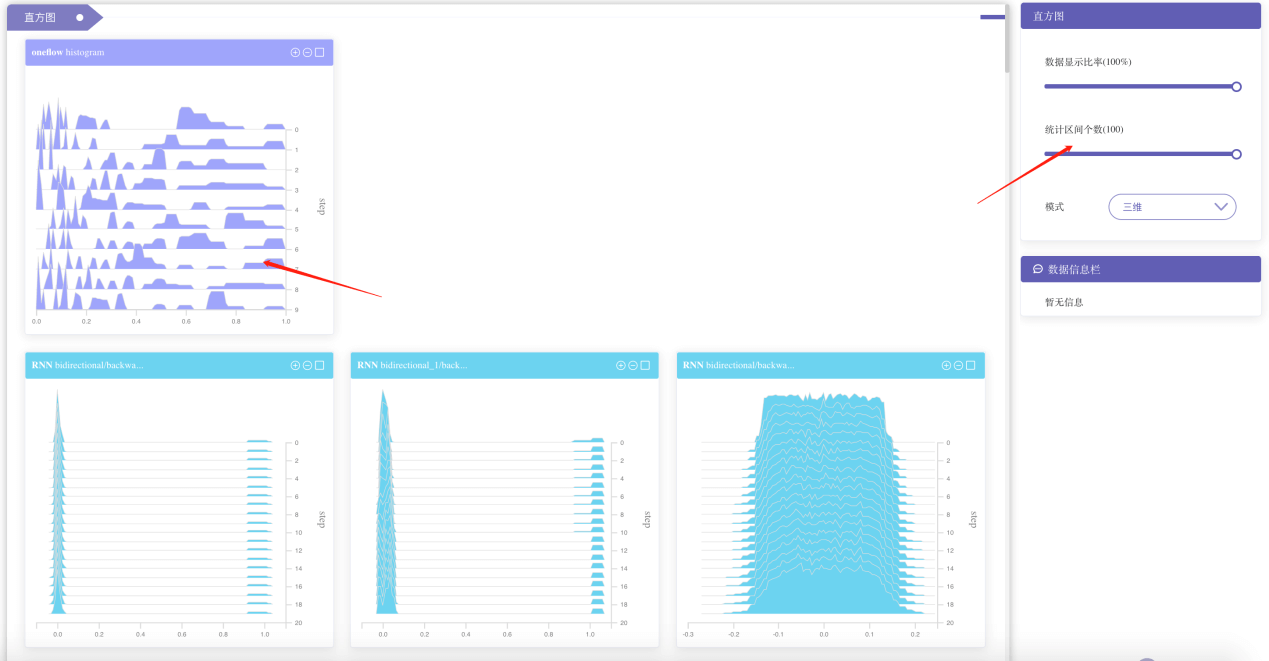 直方图
oneflow histogram
0
1
2
3
4
5
6
7
8
9
step
0.0 0.2 0.4 0.6 0.8 1.0
RNN bidirectional/backwa...
0
2
4
6
8
10
12
14
16
18
20
step
0.0 0.2 0.4 0.6 0.8 1.0
RNN bidirectional_1/back...
0
2
4
6
8
10
12
14
16
18
20
step
0.0 0.2 0.4 0.6 0.8 1.0
RNN bidirectional/backwa...
0
2
4
6
8
10
12
14
16
18
20
step
-0.3 -0.2 -0.1 0.0 0.1 0.2
直方图
数据显示比率(100%)
统计区间个数(100)
模式 三维
数据信息栏
暂无信息